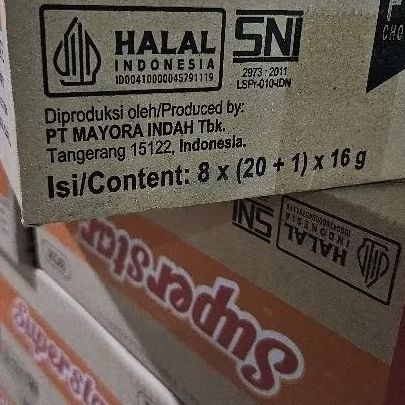 HALAL
INDONESIA
ID00410000045791119
SNI
2973 : 2011
LSPr-010-IDN
CHO
Diproduksi oleh/Produced by:
PT MAYORA INDAH Tbk.
Tangerang 15122, Indonesia.
Isi/Content: 8 x (20 + 1) x 16 g
SNI
HALAL
INDONESIA
Superstar
Superstar